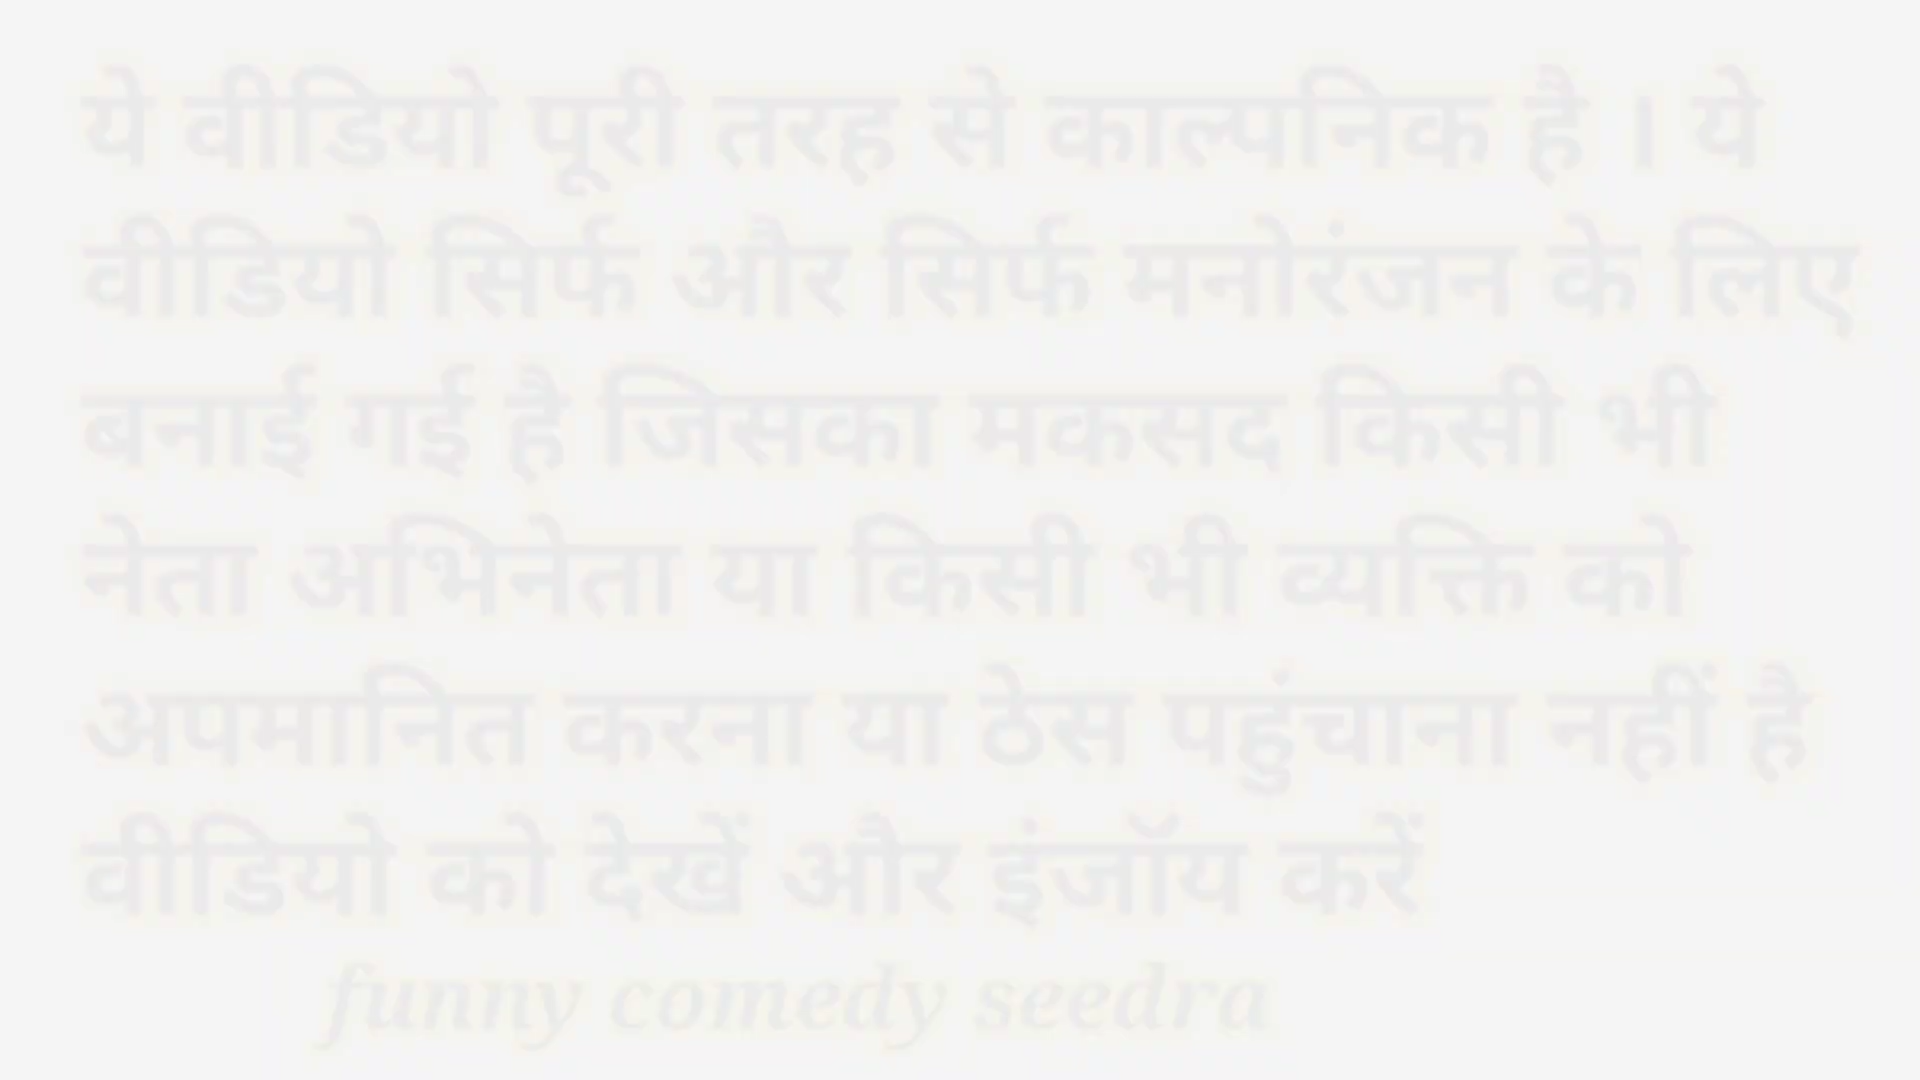 ये वीडियो पूरी तरह से काल्पनिक है । ये
वीडियो सिर्फ और सिर्फ मनोरंजन के लिए
बनाई गई है जिसका मकसद किसी भी
नेता अभिनेता या किसी भी व्यक्ति को
अपमानित करना या ठेस पहुंचाना नहीं है
वीडियो को देखें और इंजॉय करें
funny comedy seedra